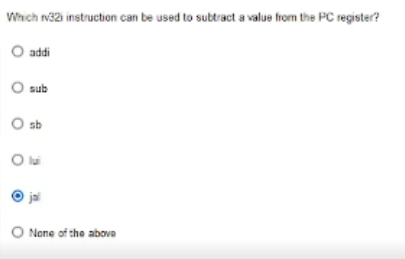 Which rv32i instruction can be used to subtract a value from the PC register?
addi
sub
sb
lui
jal
None of the above